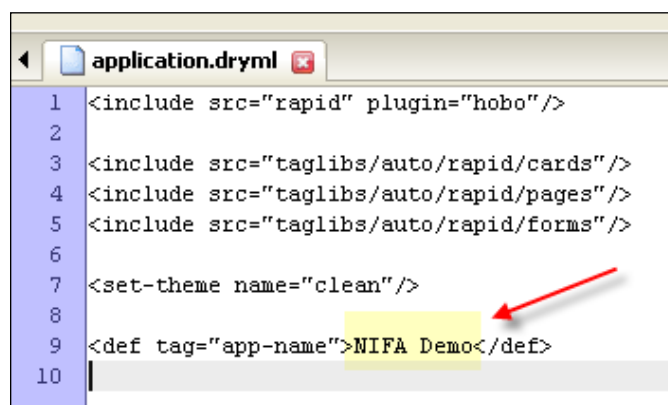 application.dryml
1 <include src="rapid" plugin="hobo"/>
2
3 <include src="taglibs/auto/rapid/cards"/>
4 <include src="taglibs/auto/rapid/pages"/>
5 <include src="taglibs/auto/rapid/forms"/>
6
7 <set-theme name="clean"/>
8
9 <def tag="app-name">NIFA Demo</def>
10